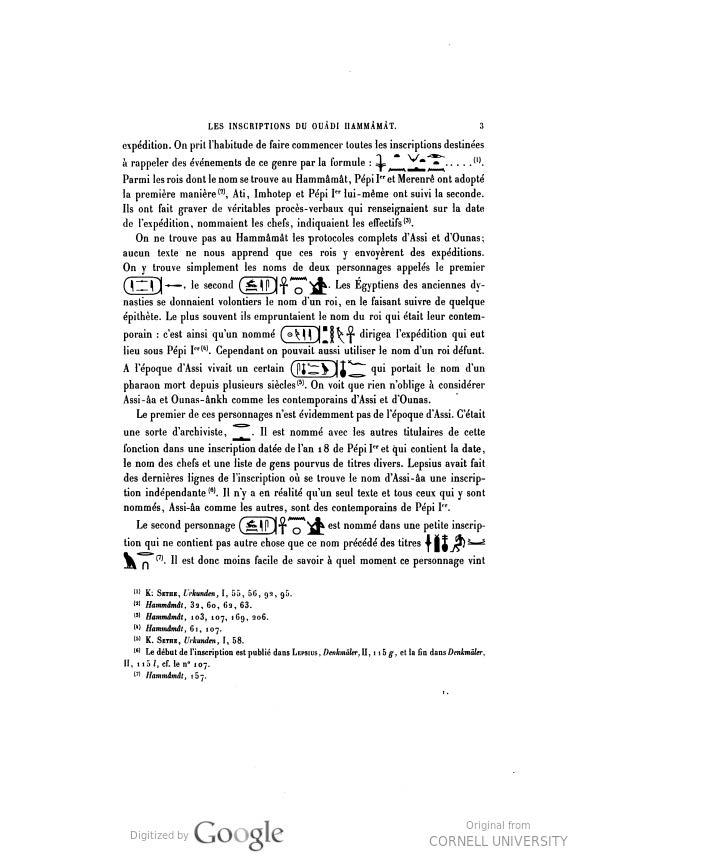 LES INSCRIPTIONS DU OUÂDI HAMMÂMÂT. 3
expédition. On prit l'habitude de faire commencer toutes les inscriptions destinées
à rappeler des événements de ce genre par la formule : . . . . . (1).
Parmi les rois dont le nom se trouve au Hammâmât, Pépi Ier et Merenrê ont adopté
la première manière (2), Ati, Imhotep et Pépi Ier lui-même ont suivi la seconde.
Ils ont fait graver de véritables procès-verbaux qui renseignaient sur la date
de l'expédition, nommaient les chefs, indiquaient les effectifs (3).
On ne trouve pas au Hammâmât les protocoles complets d'Assi et d'Ounas;
aucun texte ne nous apprend que ces rois y envoyèrent des expéditions.
On y trouve simplement les noms de deux personnages appelés le premier
, le second . Les Égyptiens des anciennes dy-
nasties se donnaient volontiers le nom d'un roi, en le faisant suivre de quelque
épithète. Le plus souvent ils empruntaient le nom du roi qui était leur contem-
porain : c'est ainsi qu'un nommé dirigea l'expédition qui eut
lieu sous Pépi Ier (4). Cependant on pouvait aussi utiliser le nom d'un roi défunt.
A l'époque d'Assi vivait un certain qui portait le nom d'un
pharaon mort depuis plusieurs siècles (5). On voit que rien n'oblige à considérer
Assi-âa et Ounas-ânkh comme les contemporains d'Assi et d'Ounas.
Le premier de ces personnages n'est évidemment pas de l'époque d'Assi. C'était
une sorte d'archiviste, . Il est nommé avec les autres titulaires de cette
fonction dans une inscription datée de l'an 18 de Pépi Ier et qui contient la date,
le nom des chefs et une liste de gens pourvus de titres divers. Lepsius avait fait
des dernières lignes de l'inscription où se trouve le nom d'Assi-âa une inscrip-
tion indépendante (6). Il n'y a en réalité qu'un seul texte et tous ceux qui y sont
nommés, Assi-âa comme les autres, sont des contemporains de Pépi Ier.
Le second personnage est nommé dans une petite inscrip-
tion qui ne contient pas autre chose que ce nom précédé des titres
(7). Il est donc moins facile de savoir à quel moment ce personnage vint
(1) K. SETHE, Urkunden, I, 55, 56, 92, 95.
(2) Hammâmât, 32, 60, 62, 63.
(3) Hammâmât, 103, 107, 169, 206.
(4) Hammâmât, 61, 107.
(5) K. SETHE, Urkunden, I, 58.
(6) Le début de l'inscription est publié dans LEPSIUS, Denkmäler, II, 115 g, et la fin dans Denkmäler,
II, 115 l, cf. le n° 107.
(7) Hammâmât, 157.
1.
Digitized by Google
Original from
CORNELL UNIVERSITY